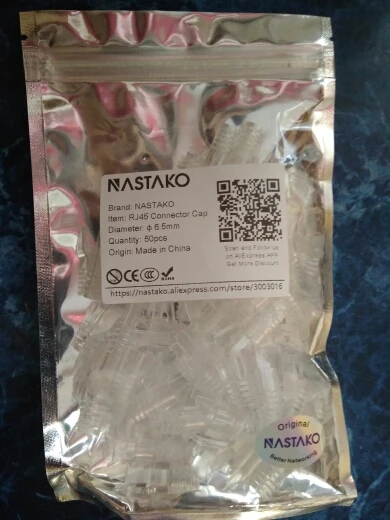 NASTAKO
Brand: NASTAKO
Item: RJ45 Connector Cap
Diameter: φ 6.5mm
Quantity: 50pcs
Origin: Made in China
Scan and Follow us
on AliExpress APP
Get More Discount
https://nastako.aliexpress.com/store/3003016
Original
NASTAKO
Better Networking